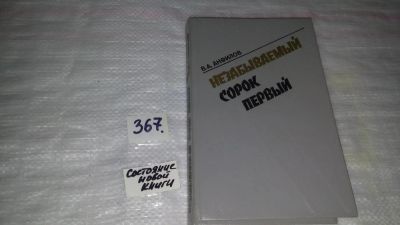 В.А. АНФИЛОВ
НЕЗАБЫВАЕМЫЙ
СОРОК
ПЕРВЫЙ
367.
Состояние
новой
книги